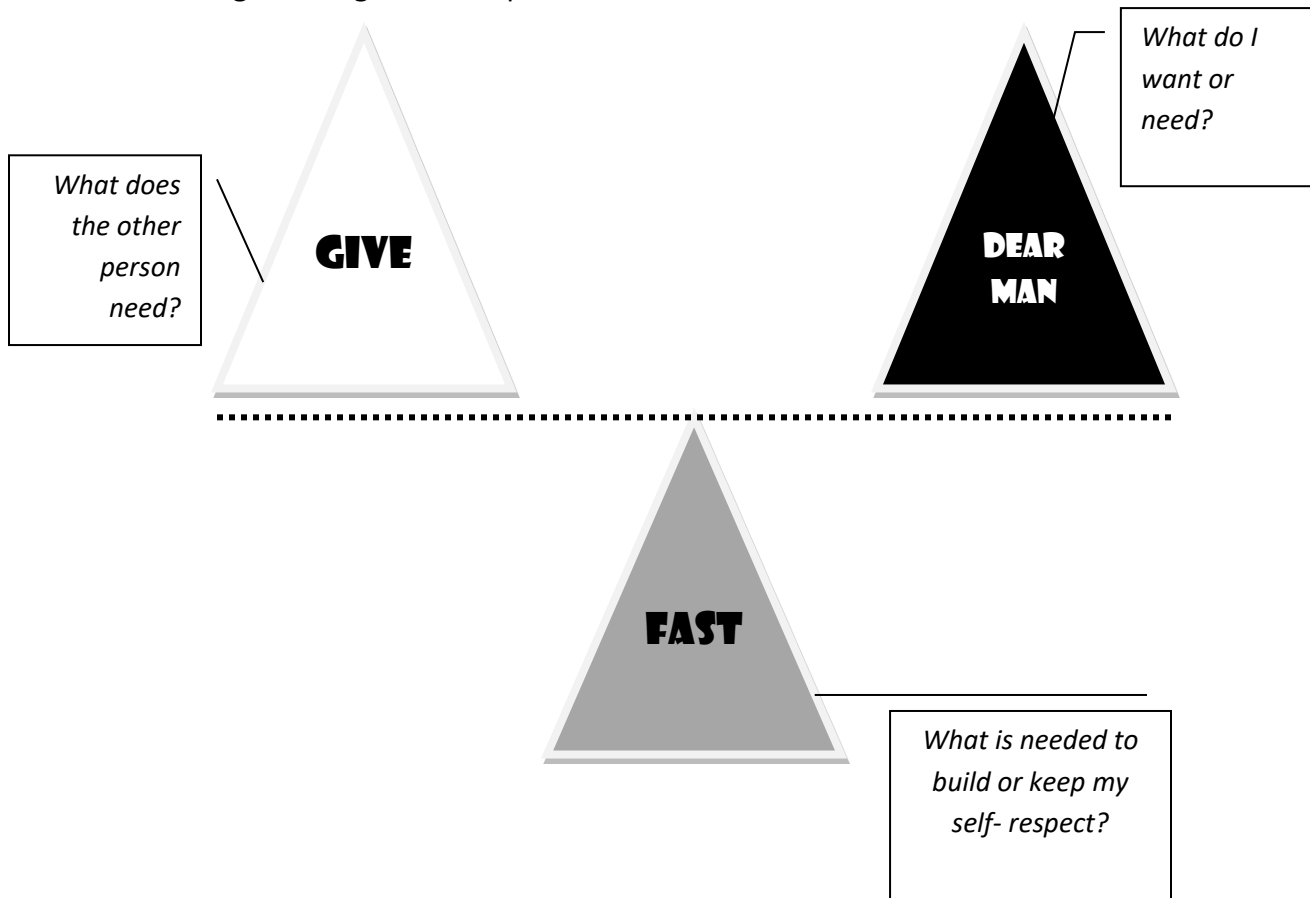 What do I
want or
need?
What does
the other
person
need?
GIVE
DEAR
MAN
FAST
What is needed to
build or keep my
self- respect?